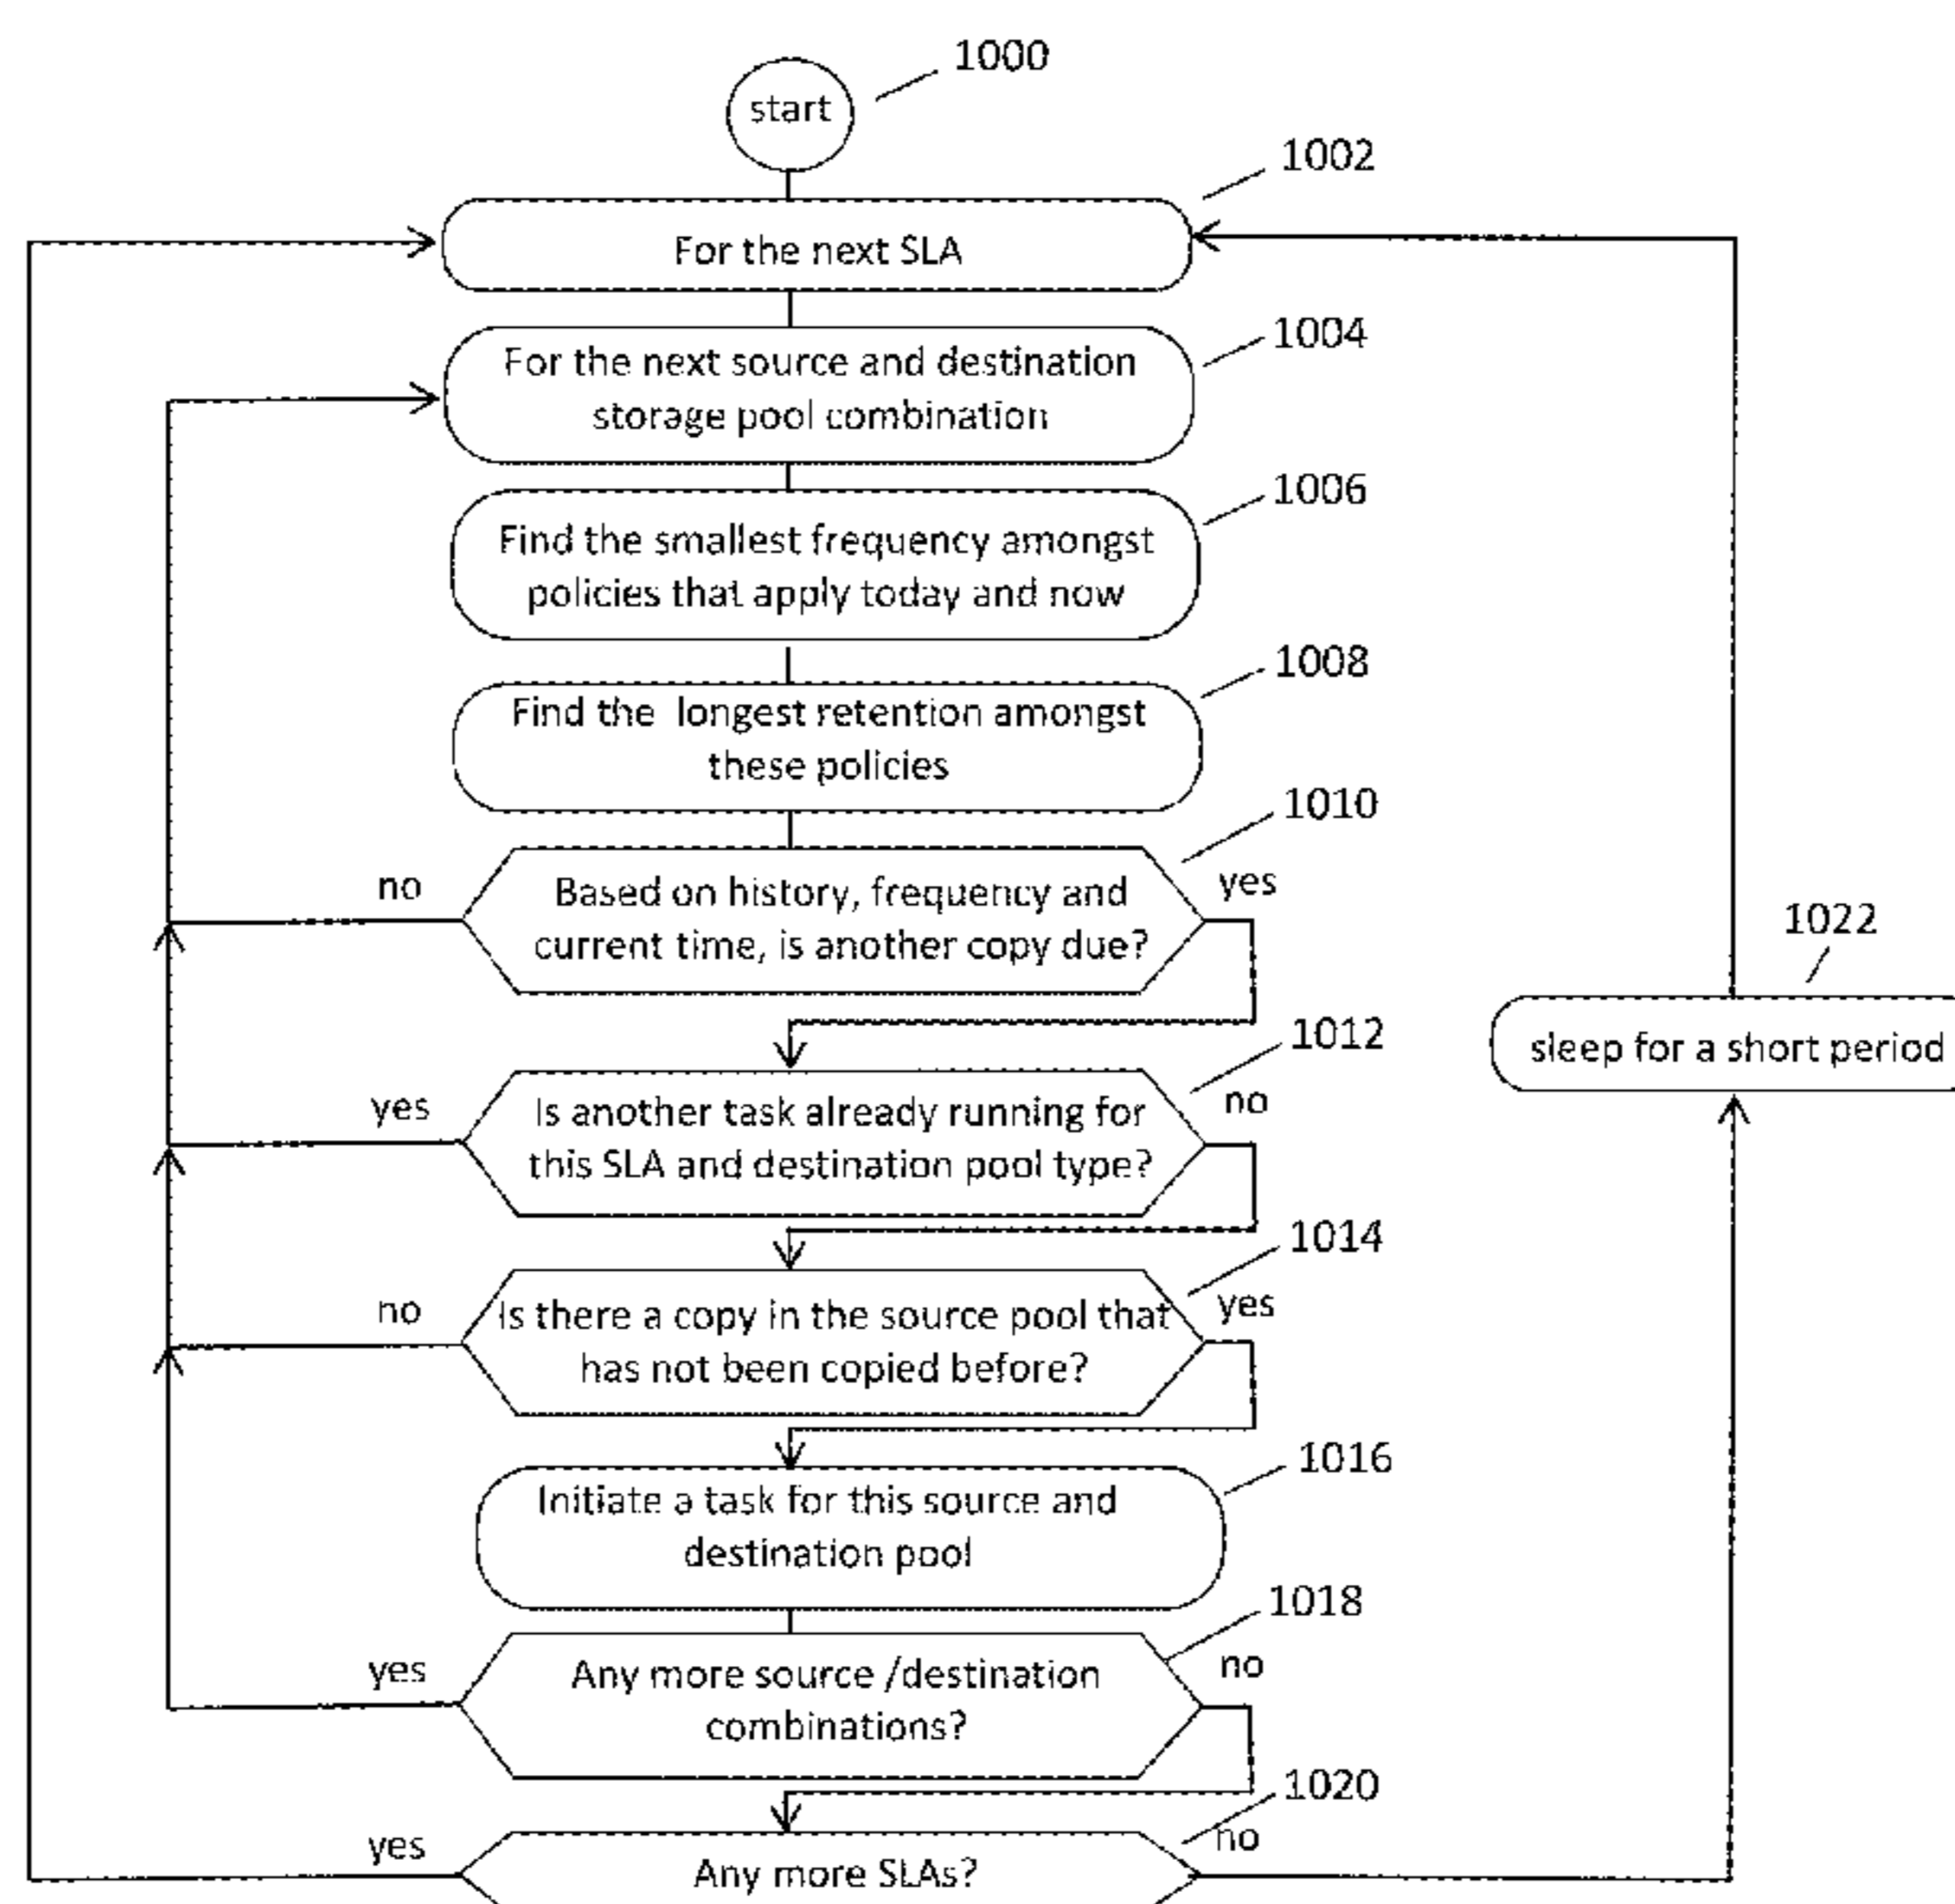 start
1000
1002
For the next SLA
1004
For the next source and destination
storage pool combination
1006
Find the smallest frequency amongst
policies that apply today and now
1008
Find the longest retention amongst
these policies
1010
no
Based on history, frequency and
current time, is another copy due?
yes
1022
sleep for a short period
1012
yes
Is another task already running for
this SLA and destination pool type?
no
1014
no
Is there a copy in the source pool that
has not been copied before?
yes
1016
Initiate a task for this source and
destination pool
1018
yes
Any more source /destination
combinations?
no
1020
yes
Any more SLAs?
no